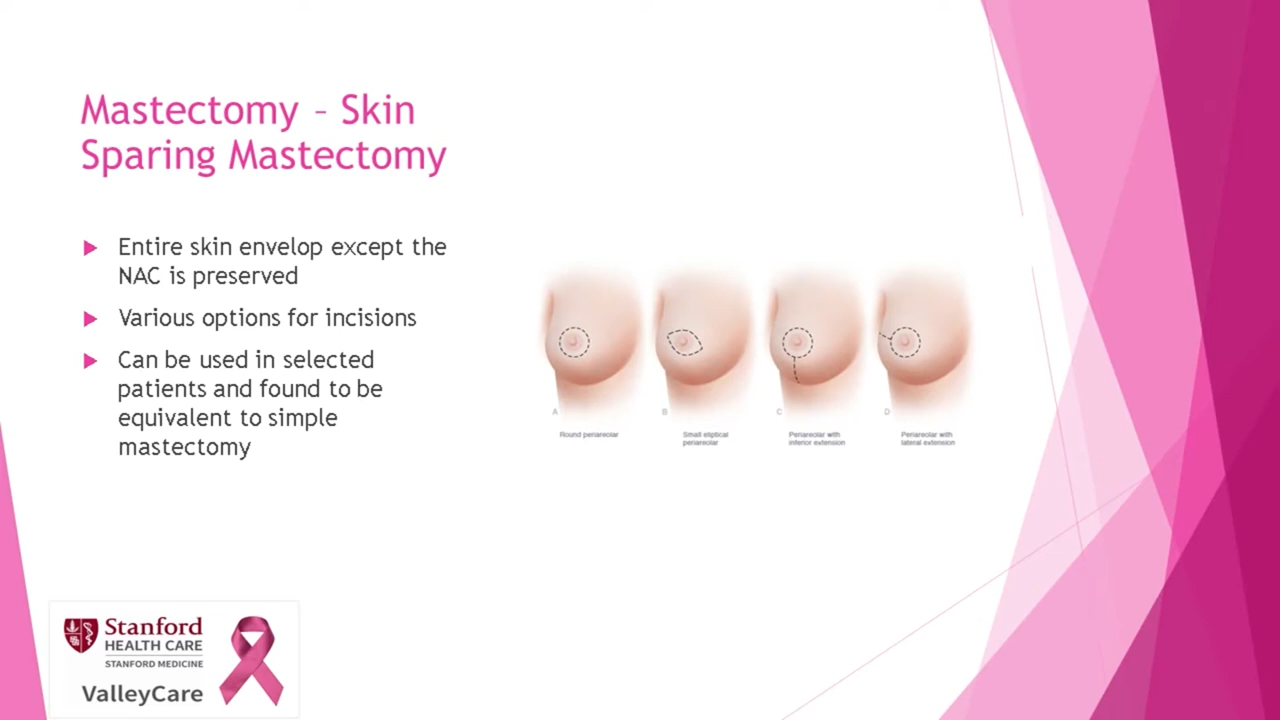 Mastectomy – Skin
Sparing Mastectomy
Entire skin envelop except the
NAC is preserved
Various options for incisions
Can be used in selected
patients and found to be
equivalent to simple
mastectomy
A
Round periareolar
B
Small eliptical
periareolar
C
Periareolar with
inferior extension
D
Periareolar with
lateral extension
Stanford
HEALTH CARE
STANFORD MEDICINE
ValleyCare